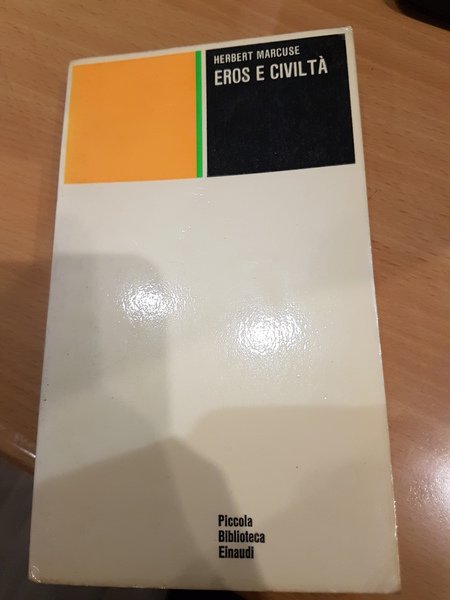 HERBERT MARCUSE
EROS E CIVILTÀ
Piccola
Biblioteca
Einaudi